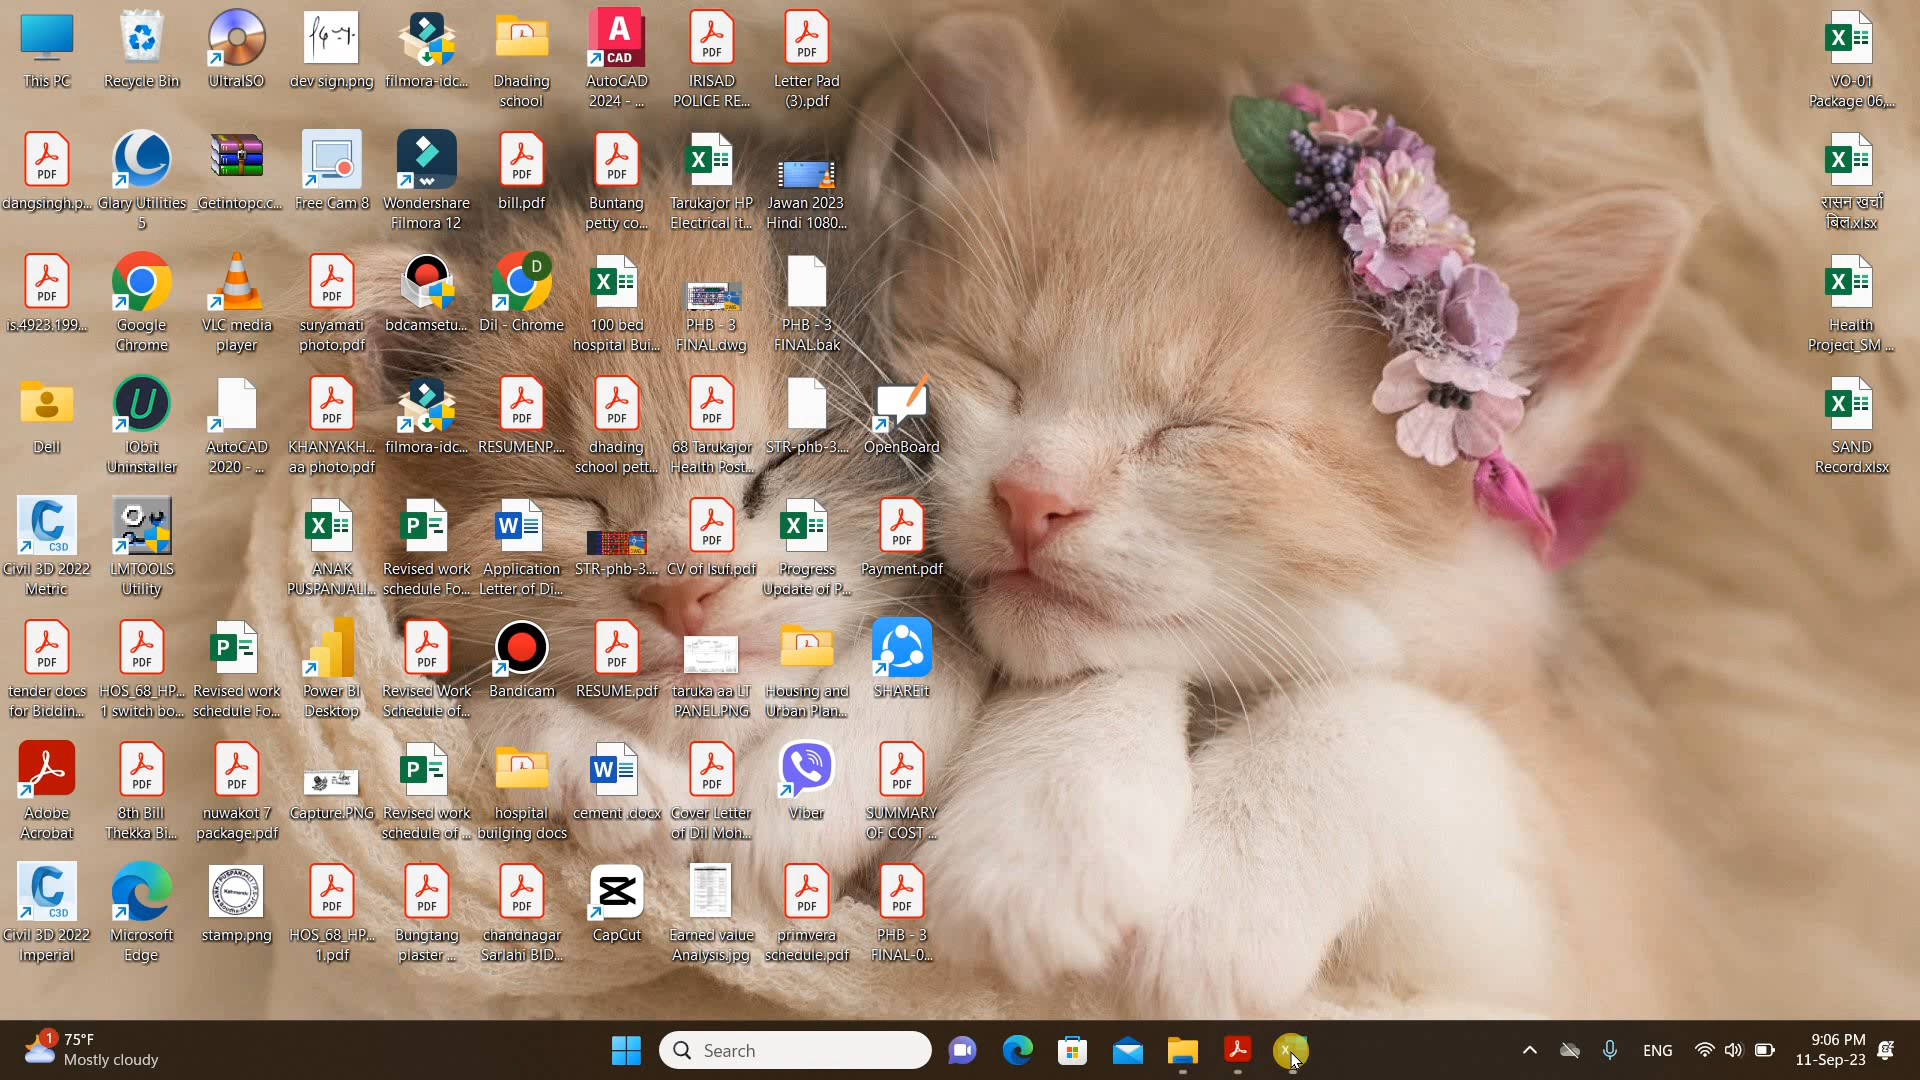 This PC
Recycle Bin
UltraISO
dev sign.png
filmora-idc...
Dhading
school
AutoCAD
2024 - ...
IRISAD
POLICE RE...
Letter Pad
(3).pdf
VO-01
Package 06,...
dangsingh.p...
Glary Utilities
5
_Getintopc.c...
Free Cam 8
Wondershare
Filmora 12
bill.pdf
Buntang
petty co...
Tarukajor HP
Electrical it...
Jawan 2023
Hindi 1080...
रासन खर्चा
बिल.xlsx
is.4923.199...
Google
Chrome
VLC media
player
suryamati
photo.pdf
bdcamsetu...
Dil - Chrome
100 bed
hospital Bui...
PHB - 3
FINAL.dwg
PHB - 3
FINAL.bak
Health
Project_SM ...
Dell
IObit
Uninstaller
AutoCAD
2020 - ...
KHANYAKH...
aa photo.pdf
filmora-idc...
RESUMENP....
dhading
school pett...
68 Tarukajor
Health Post...
STR-phb-3....
OpenBoard
SAND
Record.xlsx
Civil 3D 2022
Metric
LMTOOLS
Utility
ANAK
PUSPANJALI...
Revised work
schedule Fo...
Application
Letter of Di...
STR-phb-3....
CV of Isuf.pdf
Progress
Update of P...
Payment.pdf
tender docs
for Biddin...
HOS_68_HP...
1 switch bo...
Revised work
schedule Fo...
Power BI
Desktop
Revised Work
Schedule of...
Bandicam
RESUME.pdf
taruka aa LT
PANEL.PNG
Housing and
Urban Plan...
SHAREit
Adobe
Acrobat
8th Bill
Thekka Bi...
nuwakot 7
package.pdf
Capture.PNG
Revised work
schedule of ...
hospital
builging docs
cement .docx
Cover Letter
of Dil Moh...
Viber
SUMMARY
OF COST ...
Civil 3D 2022
Imperial
Microsoft
Edge
stamp.png
HOS_68_HP...
1.pdf
Bungtang
plaster ...
chandnagar
Sarlahi BID...
CapCut
Earned value
Analysis.jpg
primvera
schedule.pdf
PHB - 3
FINAL-0...
1
75°F
Mostly cloudy
Search
ENG
9:06 PM
11-Sep-23